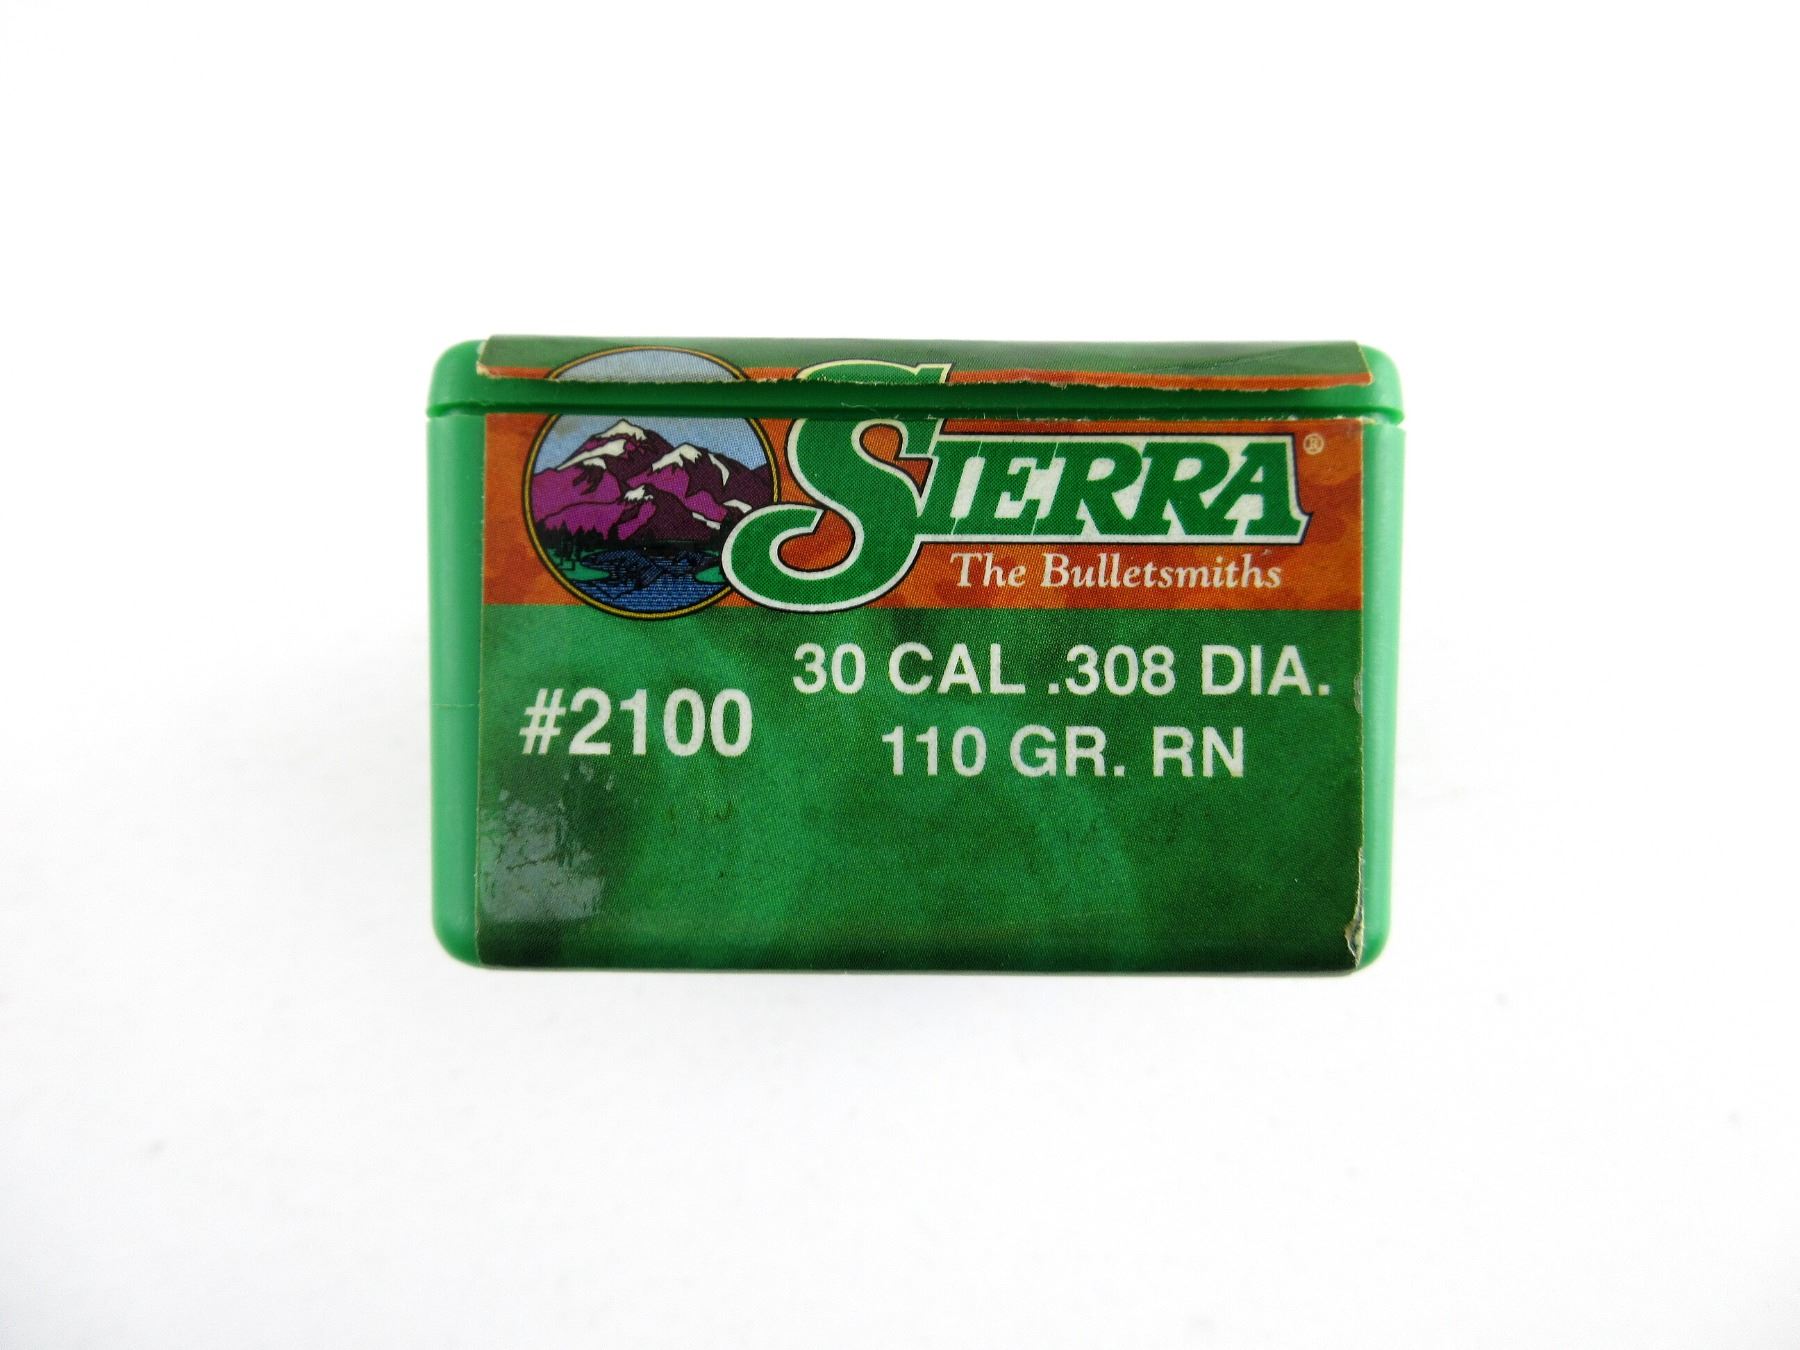 SIERRA®
The Bulletsmiths
#2100
30 CAL .308 DIA.
110 GR. RN